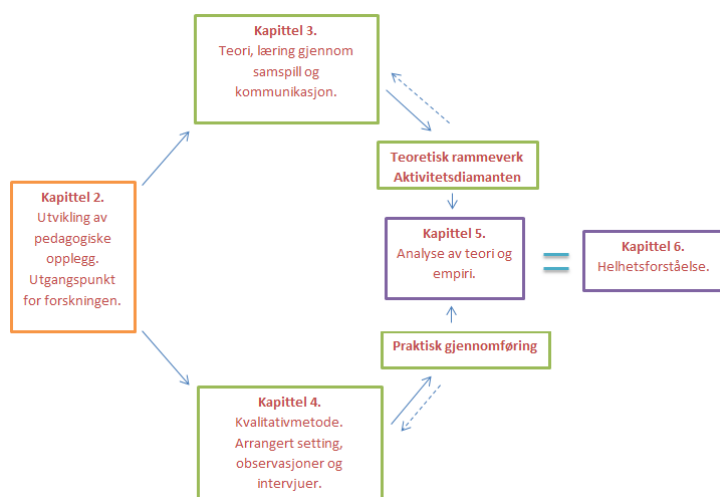 Kapittel 3.
Teori, læring gjennom
samspill og
kommunikasjon.
Teoretisk rammeverk
Aktivitetsdiamanten
Kapittel 2.
Utvikling av
pedagogiske
opplegg.
Utgangspunkt
for forskningen.
Kapittel 5.
Analyse av teori og
empiri.
=
Kapittel 6.
Helhetsforståelse.
Praktisk gjennomføring
Kapittel 4.
Kvalitativmetode.
Arrangert setting,
observasjoner og
intervjuer.